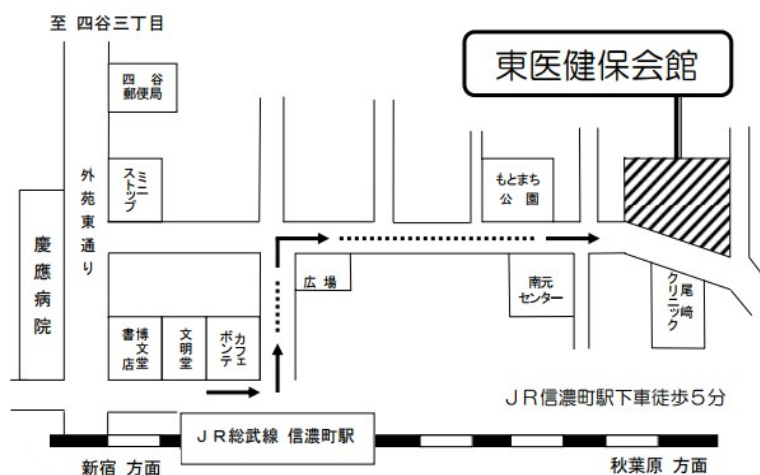 至 四谷三丁目
東医健保会館
四谷
郵便局
ミニ
ストップ
外苑東通り
もとまち
公園
慶應病院
広場
南元
センター
尾﨑
クリニック
博文堂
書店
文明堂
カフェ
ボンテ
JR信濃町駅下車徒歩5分
JR総武線 信濃町駅
新宿 方面
秋葉原 方面